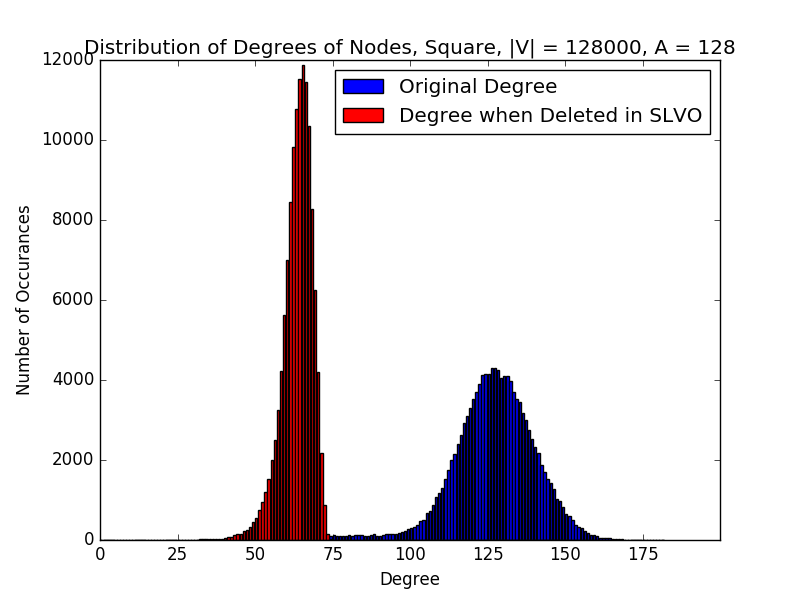 Distribution of Degrees of Nodes, Square, |V| = 128000, A = 128
Original Degree
Degree when Deleted in SLVO
Number of Occurances
12000
10000
8000
6000
4000
2000
0
0 25 50 75 100 125 150 175
Degree